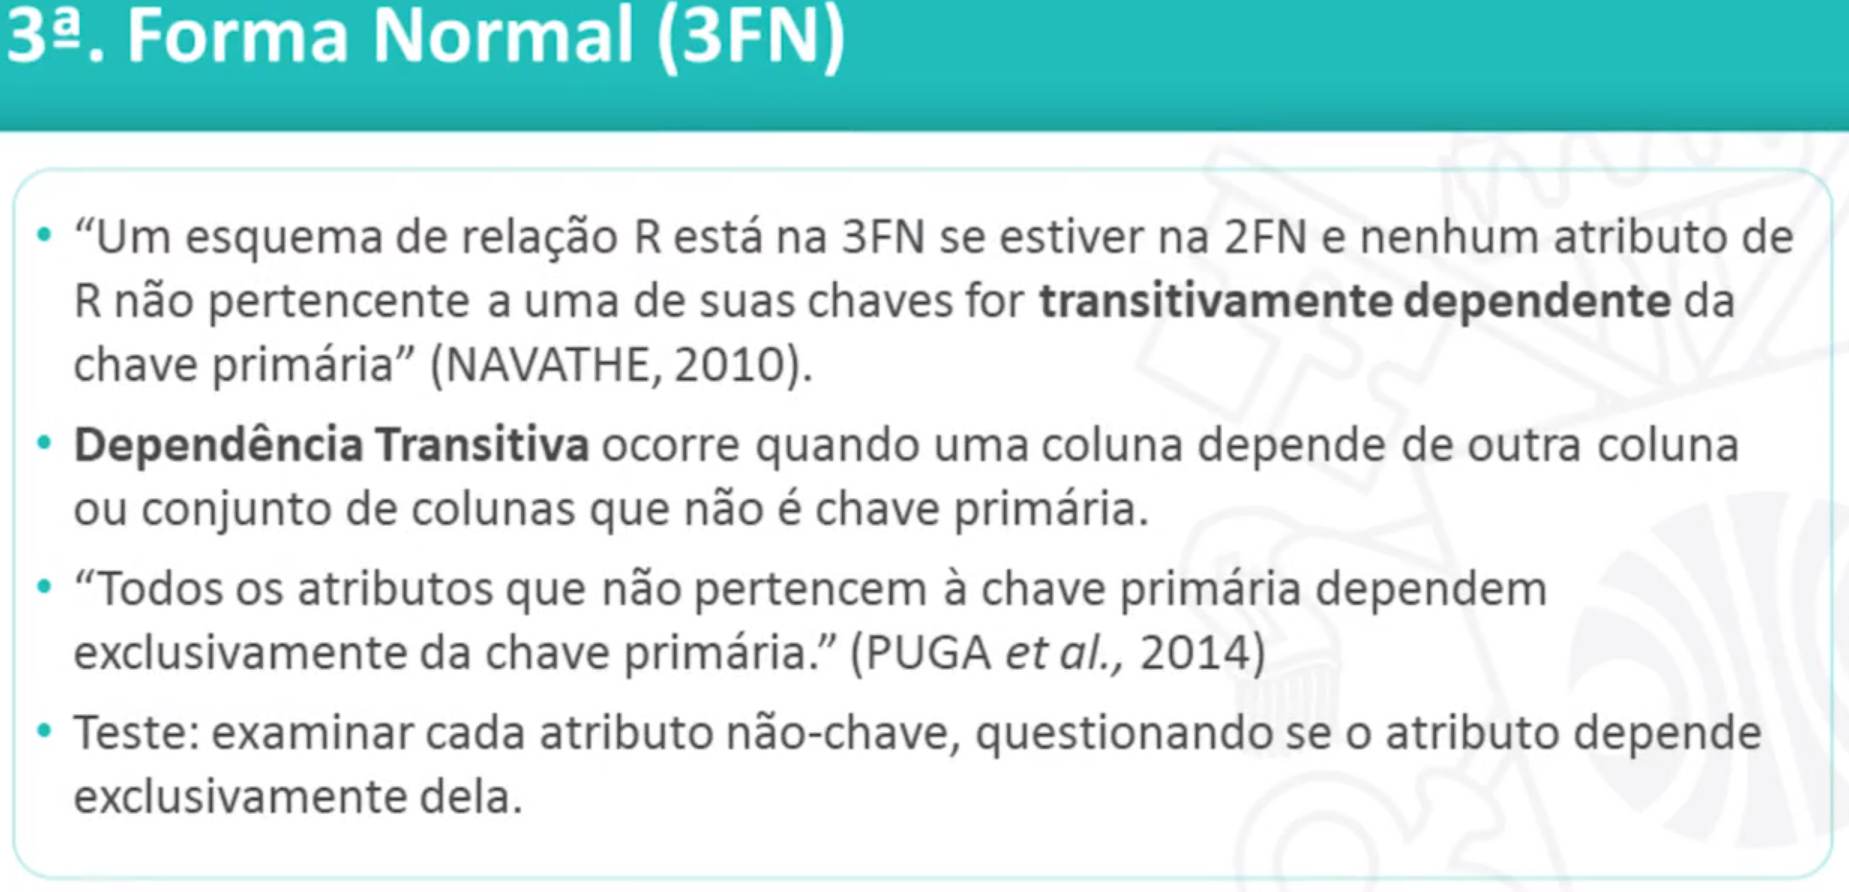 3ª. Forma Normal (3FN)
• “Um esquema de relação R está na 3FN se estiver na 2FN e nenhum atributo de
R não pertencente a uma de suas chaves for transitivamente dependente da
chave primária” (NAVATHE, 2010).
• Dependência Transitiva ocorre quando uma coluna depende de outra coluna
ou conjunto de colunas que não é chave primária.
• “Todos os atributos que não pertencem à chave primária dependem
exclusivamente da chave primária.” (PUGA et al., 2014)
• Teste: examinar cada atributo não-chave, questionando se o atributo depende
exclusivamente dela.